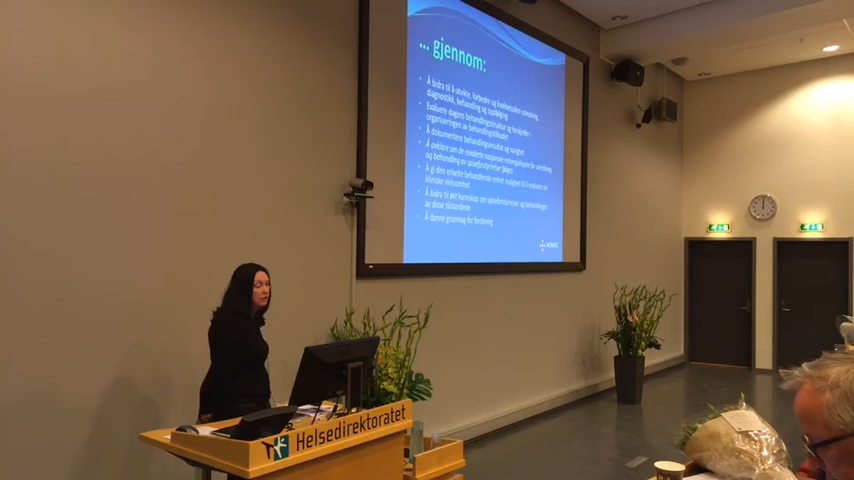 ... gjennom:
• Å bidra til å utvikle, forbedre og kvalitetssikre utredning,
diagnostikk, behandling og oppfølging
• Evaluere dagens behandlingsstruktur og forskjeller i
organiseringen av behandlingstilbudet
• Å dokumentere behandlingsresultat og varighet
• Å avklare om de reviderte nasjonale retningslinjene for utredning
og behandling av spiseforstyrrelser følges
• Å gi den enkelte behandlende enhet mulighet til å evaluere sin
kliniske virksomhet
• Å bidra til økt kunnskap om spiseforstyrrelser og behandlingen
av disse tilstandene
• Å danne grunnlag for forskning
Helsedirektoratet